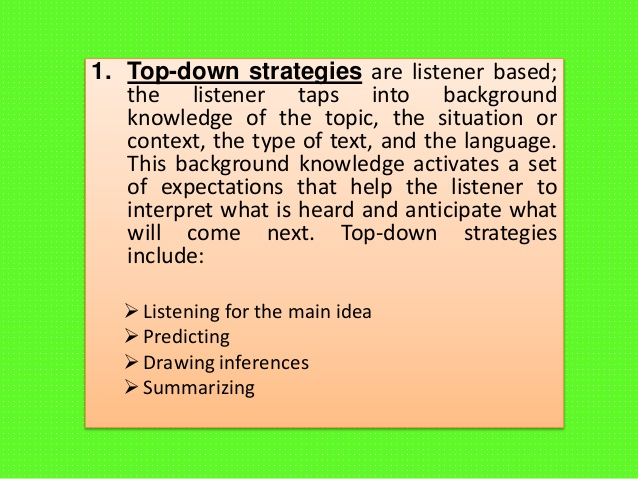 1. Top-down strategies are listener based;
the listener taps into background
knowledge of the topic, the situation or
context, the type of text, and the language.
This background knowledge activates a set
of expectations that help the listener to
interpret what is heard and anticipate what
will come next. Top-down strategies
include:
➢ Listening for the main idea
➢ Predicting
➢ Drawing inferences
➢ Summarizing